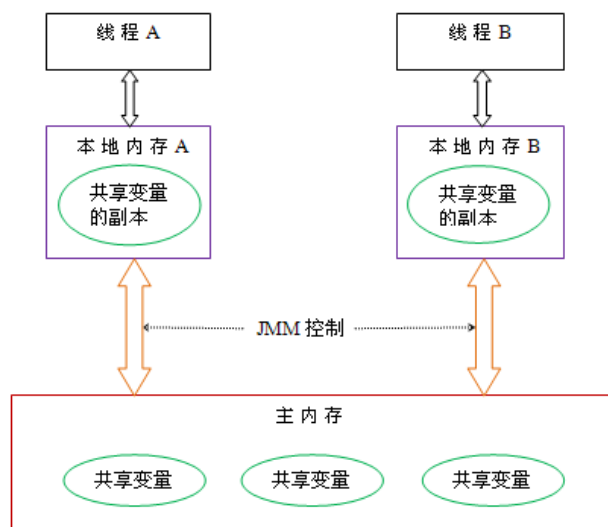 线程 A
线程 B
本地内存 A
本地内存 B
共享变量
的副本
共享变量
的副本
JMM 控制
主内存
共享变量
共享变量
共享变量